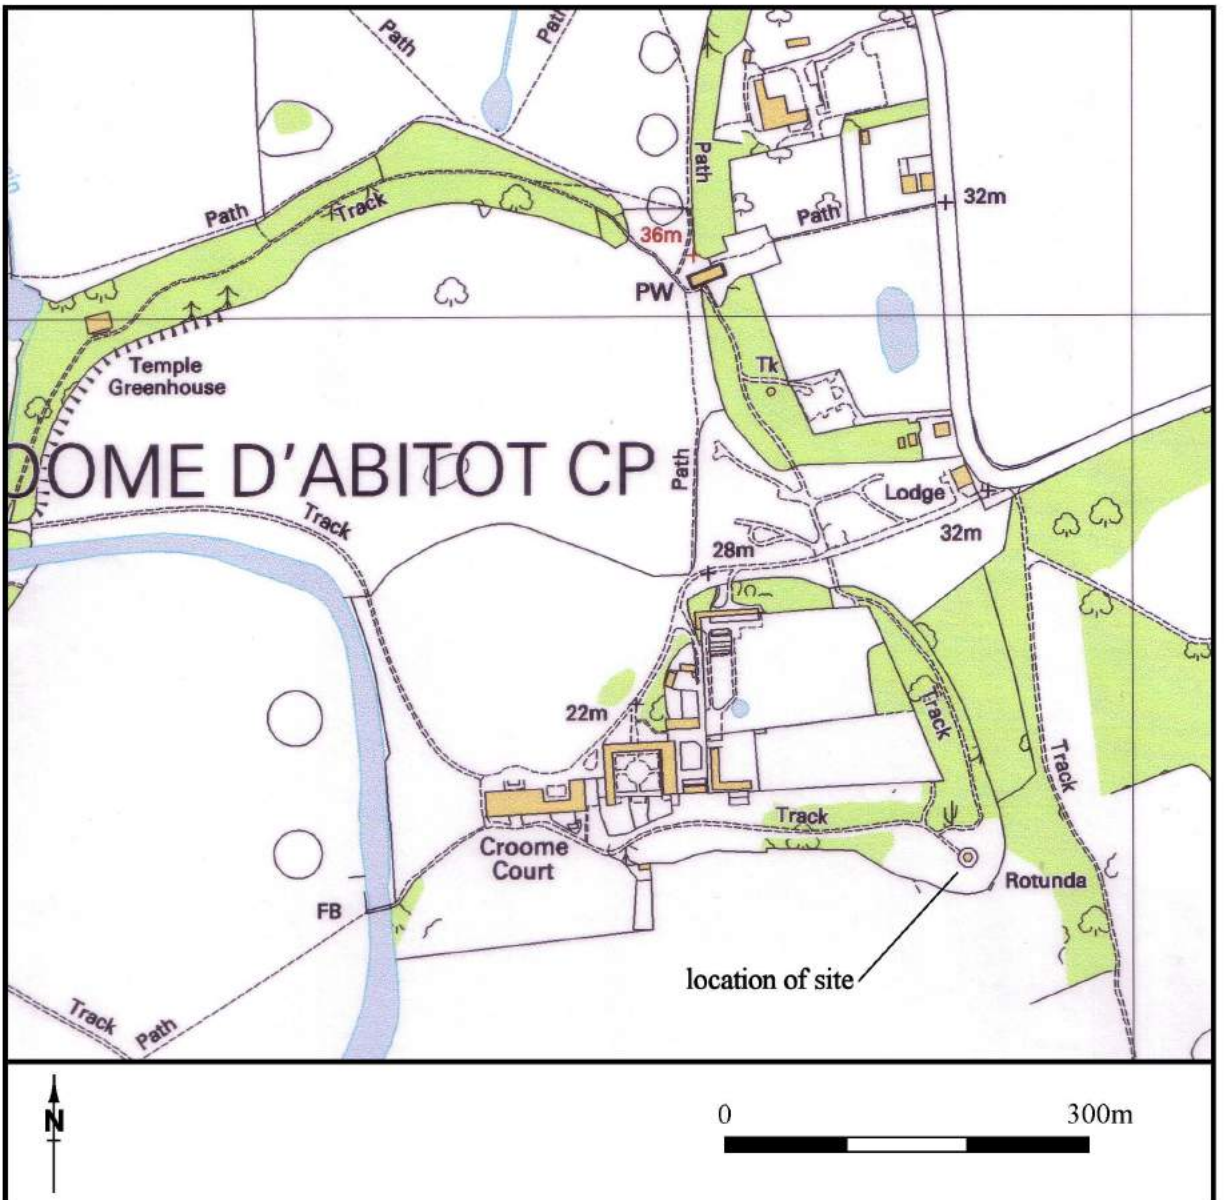 Path
Path
Path
32m
Path
Track
Path
36m
PW
Temple
Greenhouse
Tk
OOME D'ABITOT CP
Path
Track
Lodge
32m
28m
22m
Track
Track
Track
Croome
Court
Rotunda
FB
location of site
Track
Path
N
0
300m